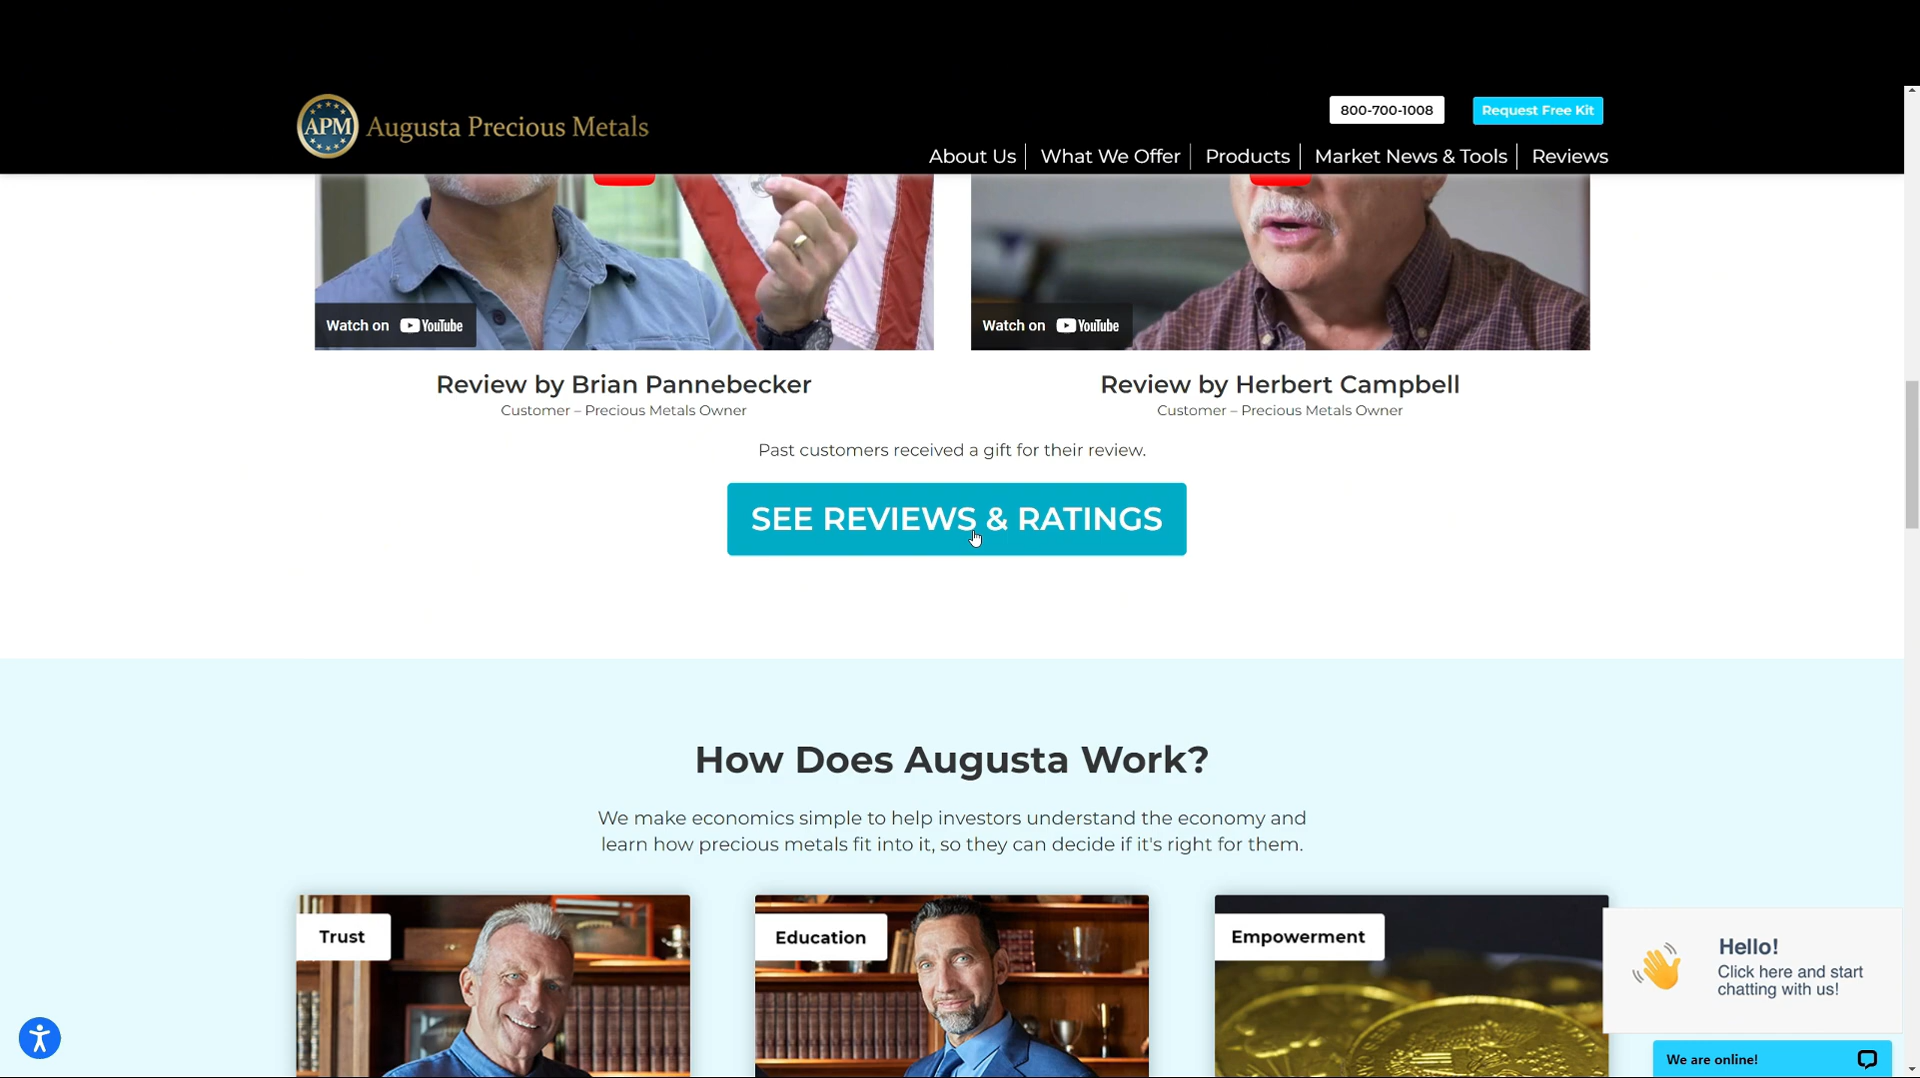 APM Augusta Precious Metals
800-700-1008
Request Free Kit
About Us
What We Offer
Products
Market News & Tools
Reviews
Watch on YouTube
Watch on YouTube
Review by Brian Pannebecker
Customer – Precious Metals Owner
Review by Herbert Campbell
Customer – Precious Metals Owner
Past customers received a gift for their review.
SEE REVIEWS & RATINGS
How Does Augusta Work?
We make economics simple to help investors understand the economy and
learn how precious metals fit into it, so they can decide if it's right for them.
Trust
Education
Empowerment
Hello!
Click here and start
chatting with us!
We are online!